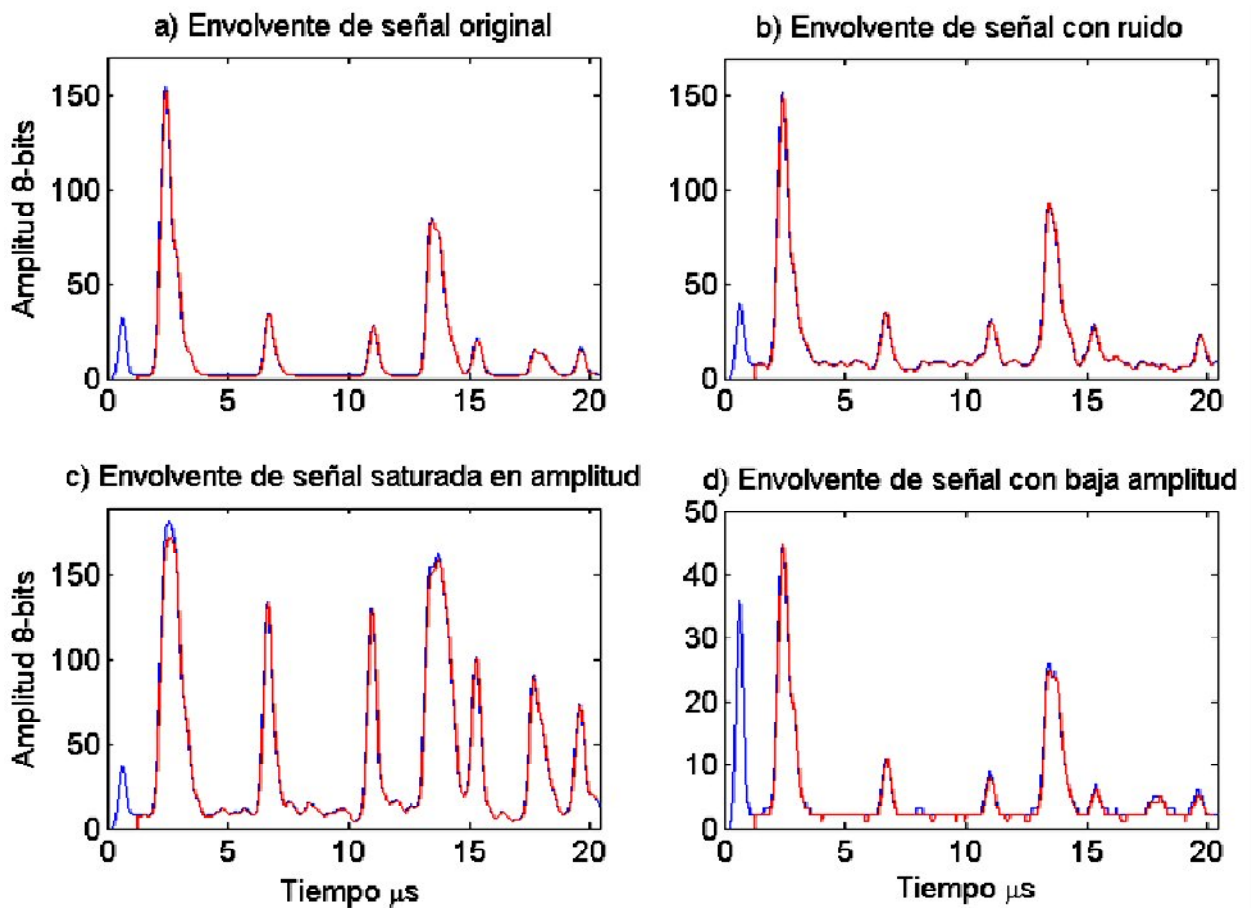 a) Envolvente de señal original
b) Envolvente de señal con ruido
150
100
50
0
Amplitud 8-bits
0 5 10 15 20
150
100
50
0
0 5 10 15 20
c) Envolvente de señal saturada en amplitud
d) Envolvente de señal con baja amplitud
150
100
50
0
Amplitud 8-bits
0 5 10 15 20
Tiempo μs
50
40
30
20
10
0
0 5 10 15 20
Tiempo μs